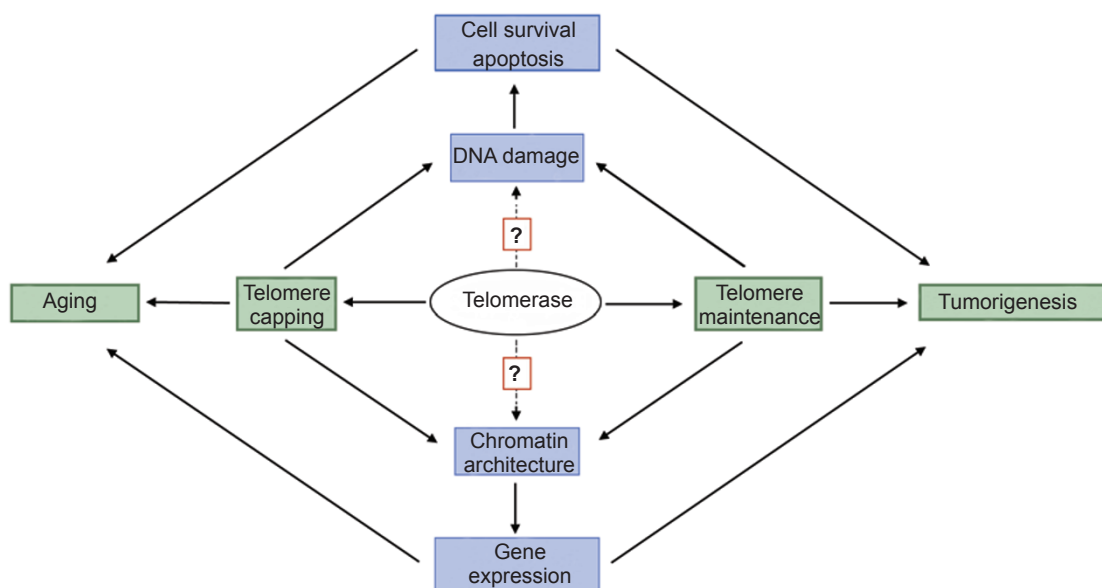 Cell survival
apoptosis
DNA damage
?
Aging
Telomere
capping
Telomerase
Telomere
maintenance
Tumorigenesis
?
Chromatin
architecture
Gene
expression